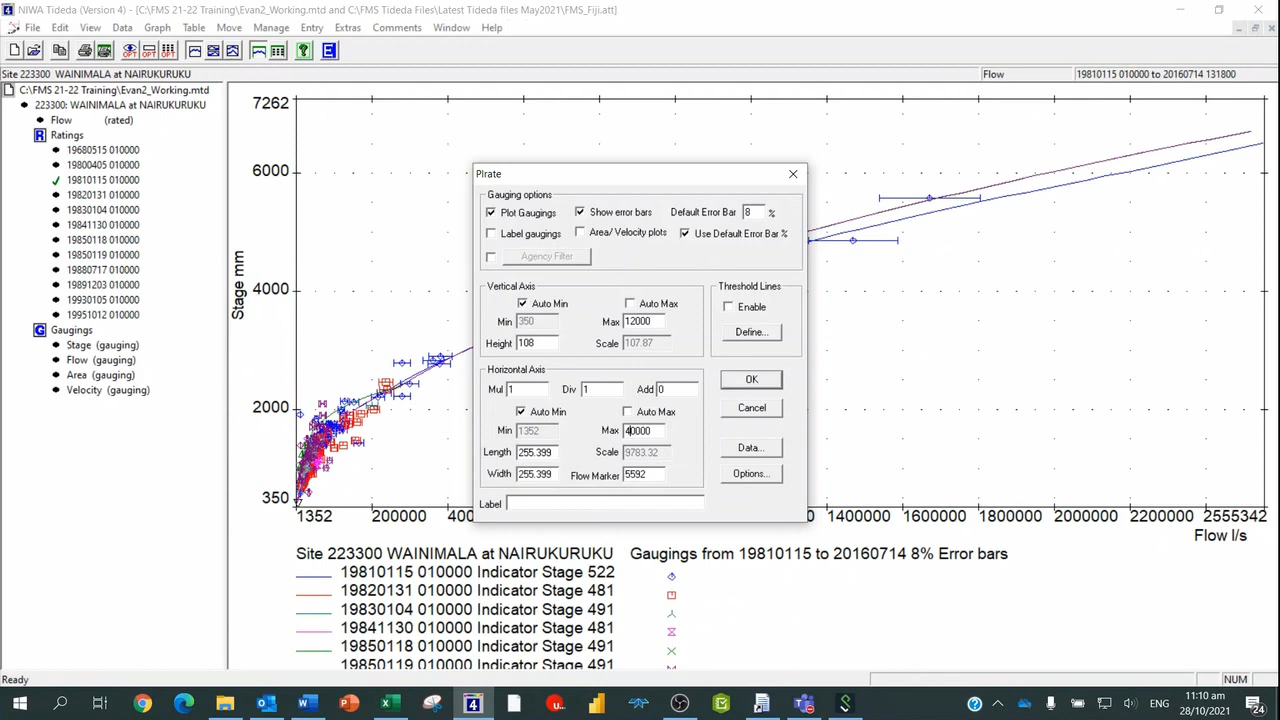 NIWA Tideda (Version 4) - [C:\FMS 21-22 Training\Evan2_Working.mtd and C:\FMS Tideda Files\Latest Tideda files May2021\FMS_Fiji.att]
File Edit View Data Graph Table Move Manage Entry Extras Comments Window Help
Site 223300 WAINIMALA at NAIRUKURUKU Flow 19810115 010000 to 20160714 131800
C:\FMS 21-22 Training\Evan2_Working.mtd
223300: WAINIMALA at NAIRUKURUKU
Flow (rated)
R Ratings
19680515 010000
19800405 010000
19810115 010000
19820131 010000
19830104 010000
19841130 010000
19850118 010000
19850119 010000
19880717 010000
19891203 010000
19930105 010000
19951012 010000
G Gaugings
Stage (gauging)
Flow (gauging)
Area (gauging)
Velocity (gauging)
7262
6000
4000
2000
350
Stage mm
1352 200000 400 1400000 1600000 1800000 2000000 2200000 2555342
Flow l/s
PIrate
Gauging options
Plot Gaugings Show error bars Default Error Bar 8 %
Label gaugings Area/ Velocity plots Use Default Error Bar %
Agency Filter
Vertical Axis
Auto Min Auto Max
Min 350 Max 12000
Height 108 Scale 107.87
Threshold Lines
Enable
Define...
Horizontal Axis
Mul 1 Div 1 Add 0
Auto Min Auto Max
Min 1352 Max 40000
Length 255.399 Scale 9783.32
Width 255.399 Flow Marker 5592
Label
OK
Cancel
Data...
Options...
Site 223300 WAINIMALA at NAIRUKURUKU Gaugings from 19810115 to 20160714 8% Error bars
19810115 010000 Indicator Stage 522
19820131 010000 Indicator Stage 481
19830104 010000 Indicator Stage 491
19841130 010000 Indicator Stage 481
19850118 010000 Indicator Stage 491
19850119 010000 Indicator Stage 491
Ready NUM
11:10 am
28/10/2021
24